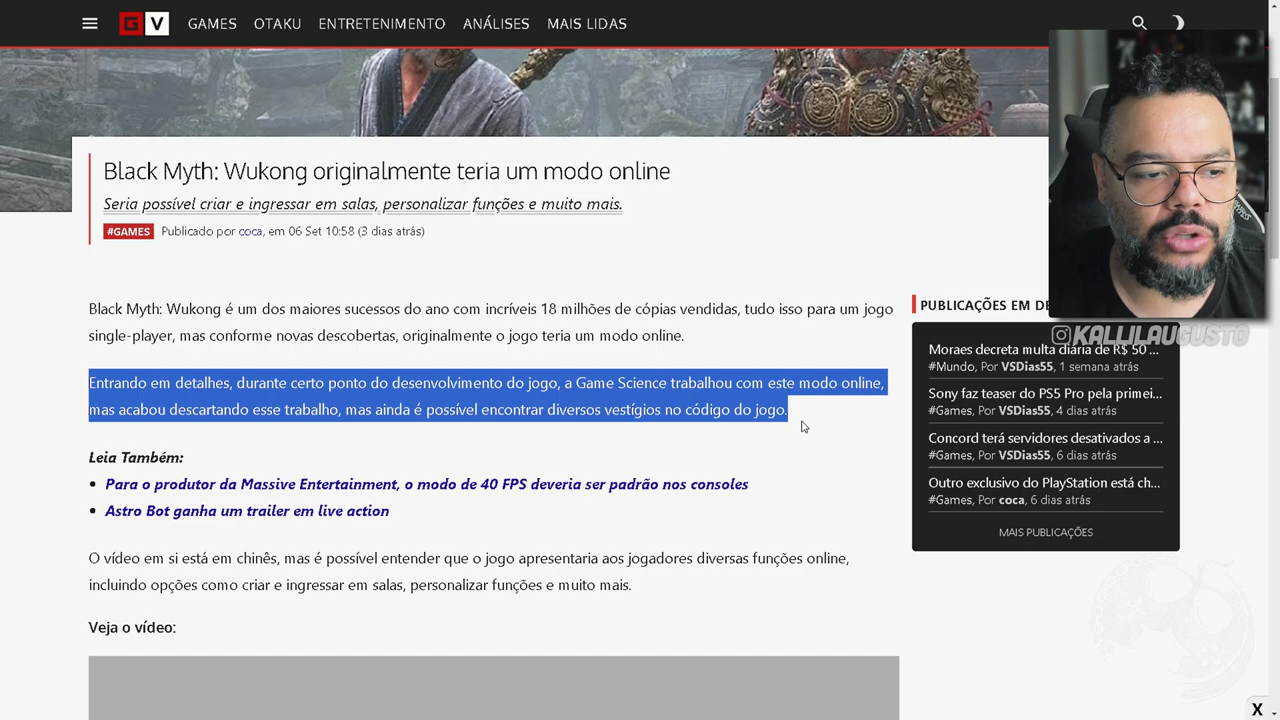 GV GAMES OTAKU ENTRETENIMENTO ANÁLISES MAIS LIDAS
Black Myth: Wukong originalmente teria um modo online
Seria possível criar e ingressar em salas, personalizar funções e muito mais.
#GAMES Publicado por coca, em 06 Set 10:58 (3 dias atrás)
Black Myth: Wukong é um dos maiores sucessos do ano com incríveis 18 milhões de cópias vendidas, tudo isso para um jogo
single-player, mas conforme novas descobertas, originalmente o jogo teria um modo online.
Entrando em detalhes, durante certo ponto do desenvolvimento do jogo, a Game Science trabalhou com este modo online,
mas acabou descartando esse trabalho, mas ainda é possível encontrar diversos vestígios no código do jogo.
Leia Também:
• Para o produtor da Massive Entertainment, o modo de 40 FPS deveria ser padrão nos consoles
• Astro Bot ganha um trailer em live action
O vídeo em si está em chinês, mas é possível entender que o jogo apresentaria aos jogadores diversas funções online,
incluindo opções como criar e ingressar em salas, personalizar funções e muito mais.
Veja o vídeo:
PUBLICAÇÕES EM DE
KALLILAUGUSTO
Moraes decreta multa diária de R$ 50 ...
#Mundo, Por VSDias55, 1 semana atrás
Sony faz teaser do PS5 Pro pela primei...
#Games, Por VSDias55, 4 dias atrás
Concord terá servidores desativados a ...
#Games, Por VSDias55, 6 dias atrás
Outro exclusivo do PlayStation está ch...
#Games, Por coca, 6 dias atrás
MAIS PUBLICAÇÕES
X